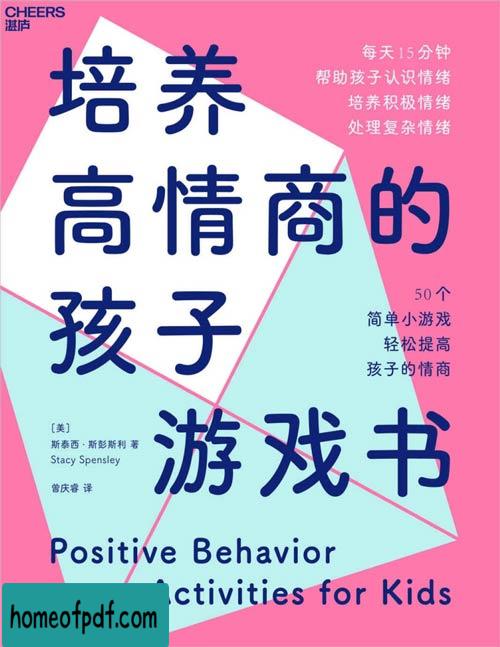 CHEERS
湛庐
每天15分钟
帮助孩子认识情绪
培养积极情绪
处理复杂情绪
培养
高情商的
孩子
游戏书
50个
简单小游戏
轻松提高
孩子的情商
[美]
斯泰西·斯彭斯利 著
Stacy Spensley
曾庆睿 译
Positive Behavior
Activities for Kids
homeofpdf.com